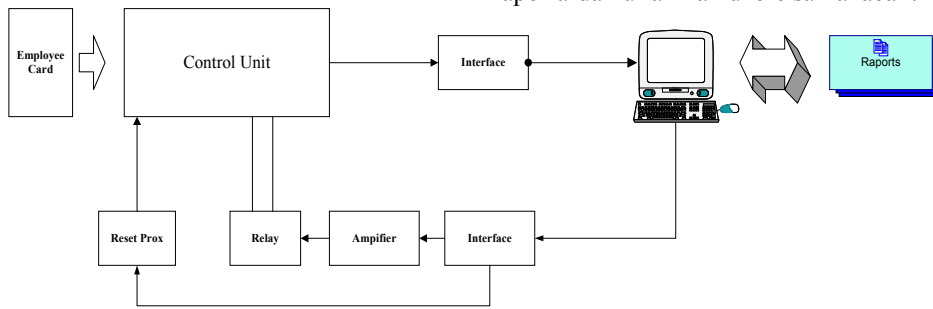 Employee
Card
Control Unit
Interface
Raports
Reset Prox
Relay
Ampifier
Interface